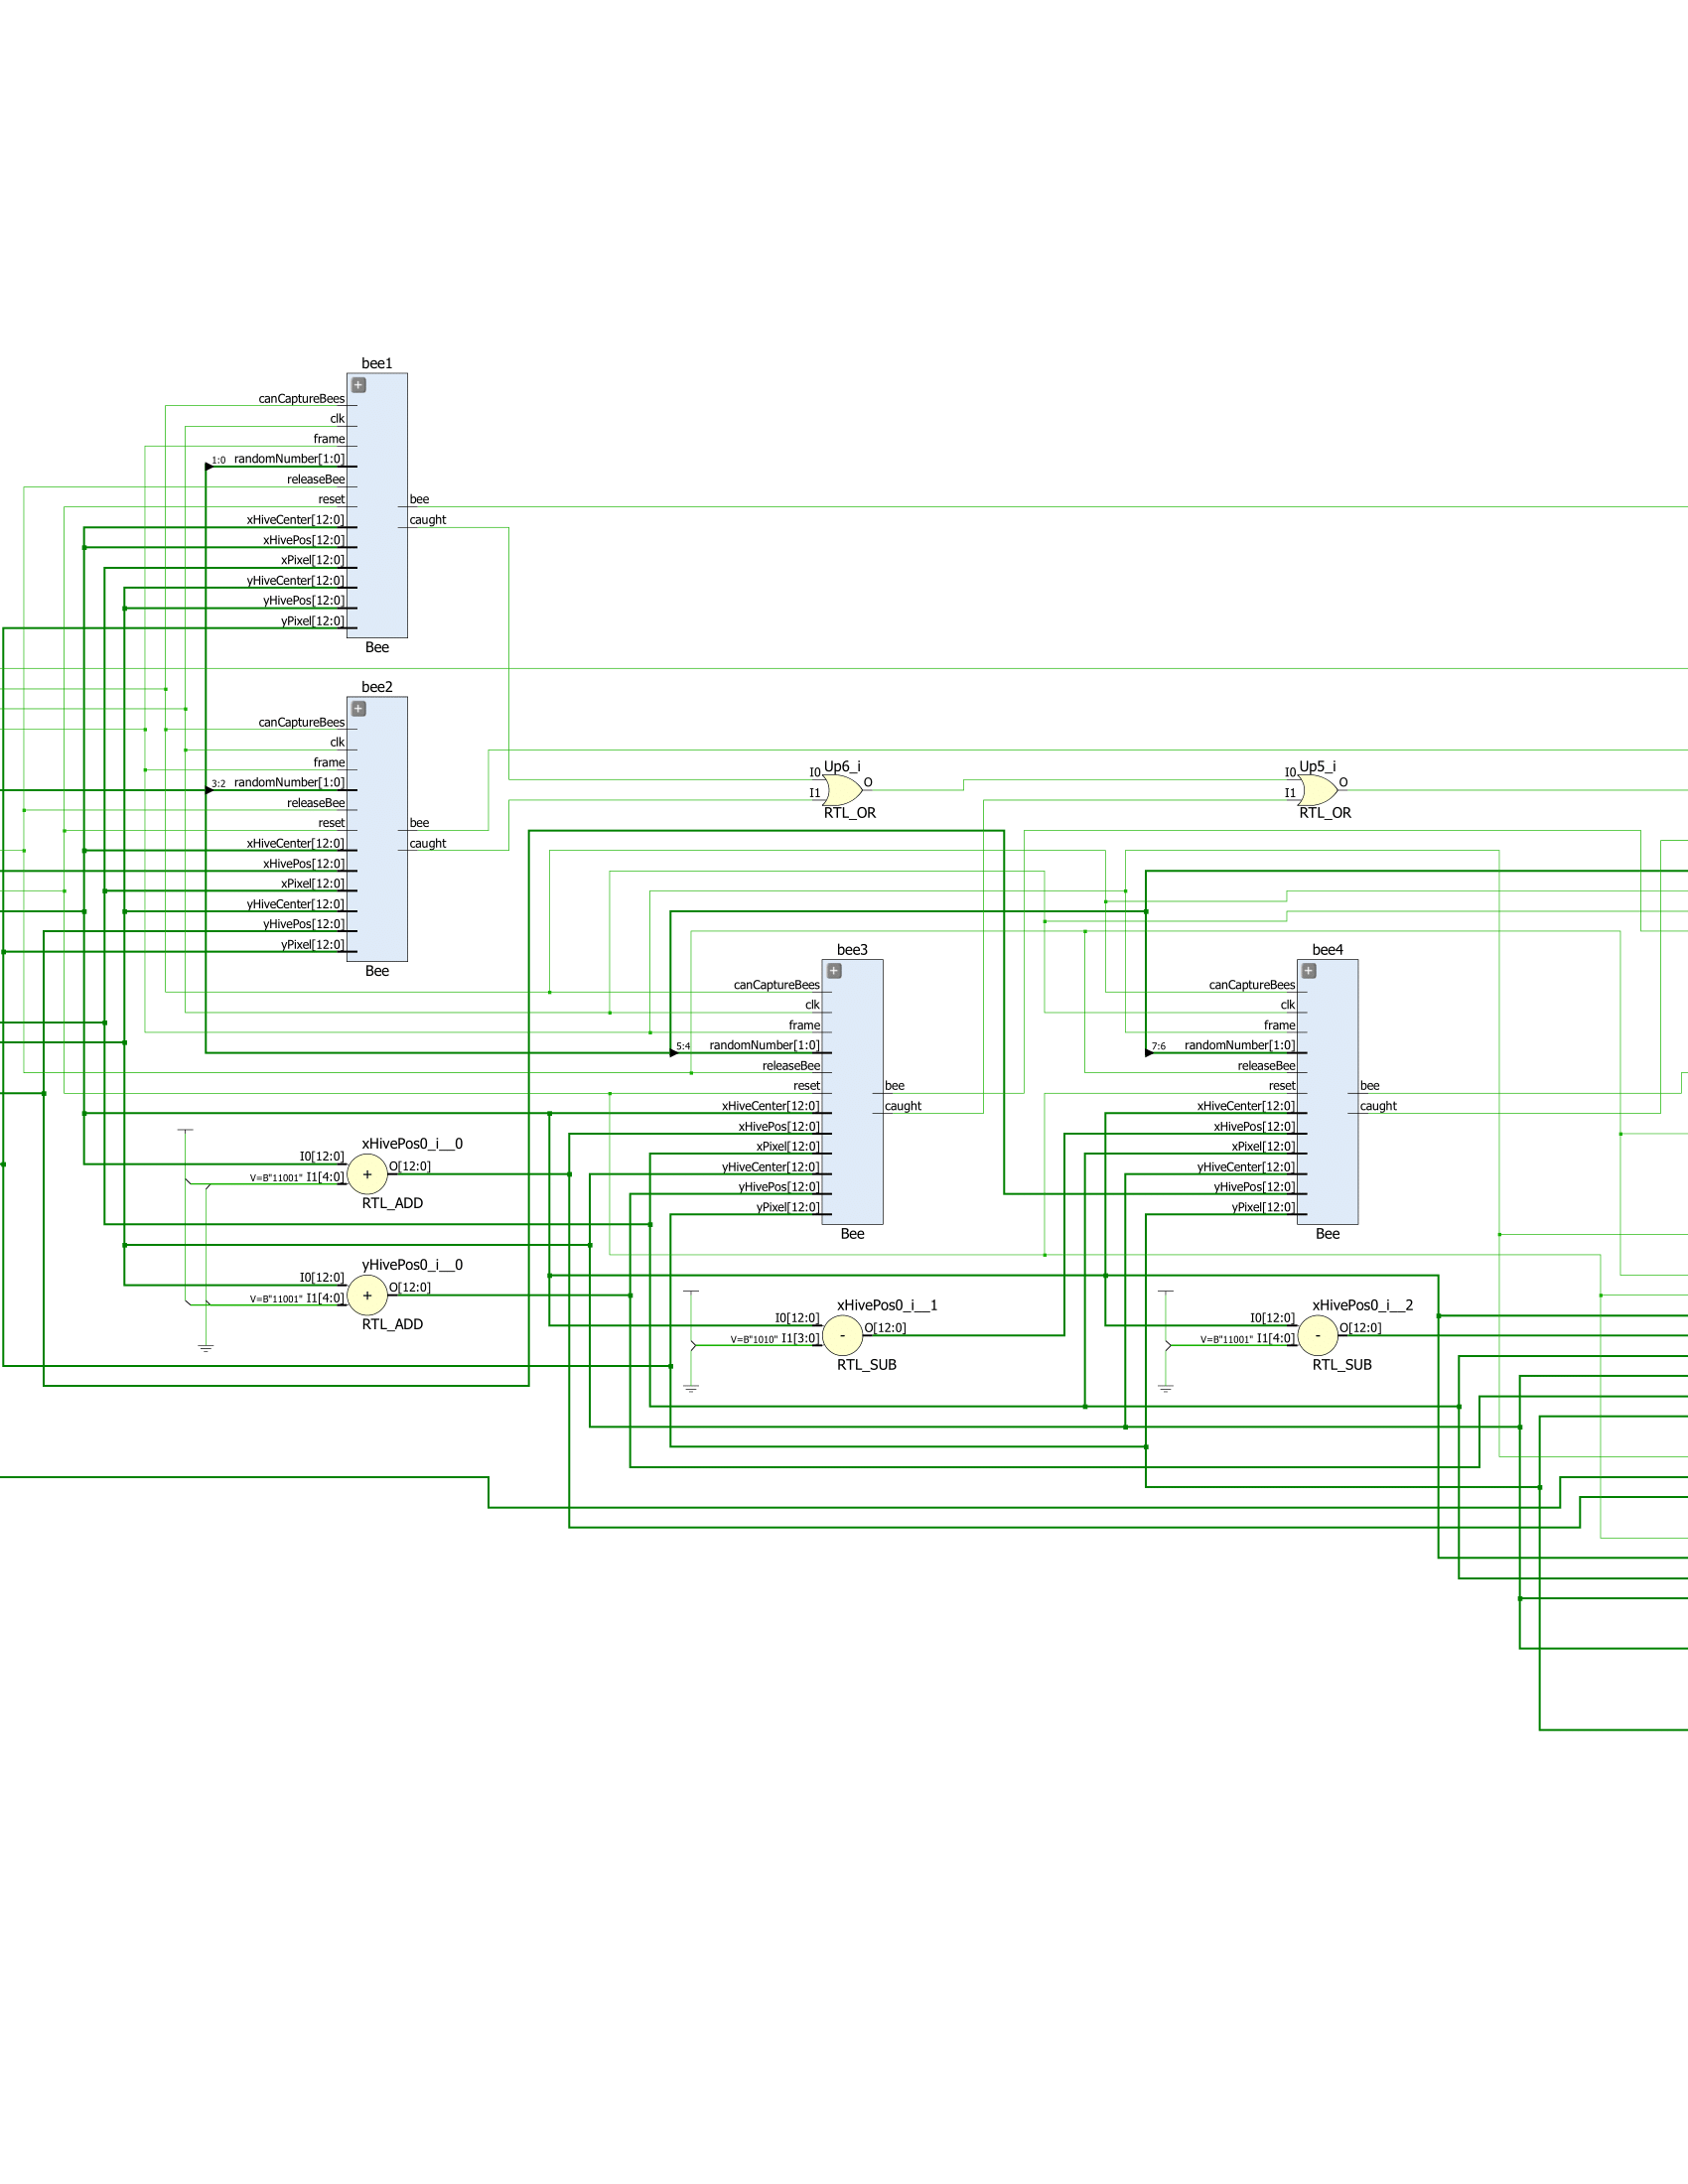 bee1
canCaptureBees
clk
frame
1:0 randomNumber[1:0]
releaseBee
reset
bee
xHiveCenter[12:0]
caught
xHivePos[12:0]
xPixel[12:0]
yHiveCenter[12:0]
yHivePos[12:0]
yPixel[12:0]
Bee
bee2
canCaptureBees
clk
frame
3:2 randomNumber[1:0]
releaseBee
reset
bee
xHiveCenter[12:0]
caught
xHivePos[12:0]
xPixel[12:0]
yHiveCenter[12:0]
yHivePos[12:0]
yPixel[12:0]
Bee
Up6_i
I0
O
I1
RTL_OR
Up5_i
I0
O
I1
RTL_OR
bee3
canCaptureBees
clk
frame
5:4 randomNumber[1:0]
releaseBee
reset
bee
xHiveCenter[12:0]
caught
xHivePos[12:0]
xPixel[12:0]
yHiveCenter[12:0]
yHivePos[12:0]
yPixel[12:0]
Bee
bee4
canCaptureBees
clk
frame
7:6 randomNumber[1:0]
releaseBee
reset
bee
xHiveCenter[12:0]
caught
xHivePos[12:0]
xPixel[12:0]
yHiveCenter[12:0]
yHivePos[12:0]
yPixel[12:0]
Bee
xHivePos0_i__0
I0[12:0]
O[12:0]
V=B"11001" I1[4:0]
+
RTL_ADD
yHivePos0_i__0
I0[12:0]
O[12:0]
V=B"11001" I1[4:0]
+
RTL_ADD
xHivePos0_i__1
I0[12:0]
O[12:0]
V=B"1010" I1[3:0]
-
RTL_SUB
xHivePos0_i__2
I0[12:0]
O[12:0]
V=B"11001" I1[4:0]
-
RTL_SUB